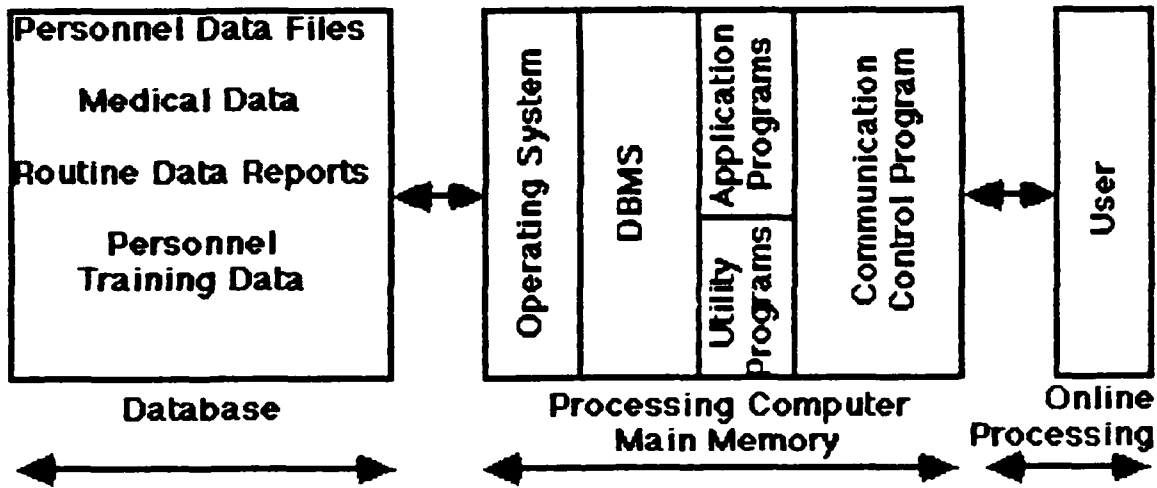 Personnel Data Files
Medical Data
Routine Data Reports
Personnel
Training Data
Database
Operating System
DBMS
Application
Programs
Utility
Programs
Communication
Control Program
Processing Computer
Main Memory
User
Online
Processing